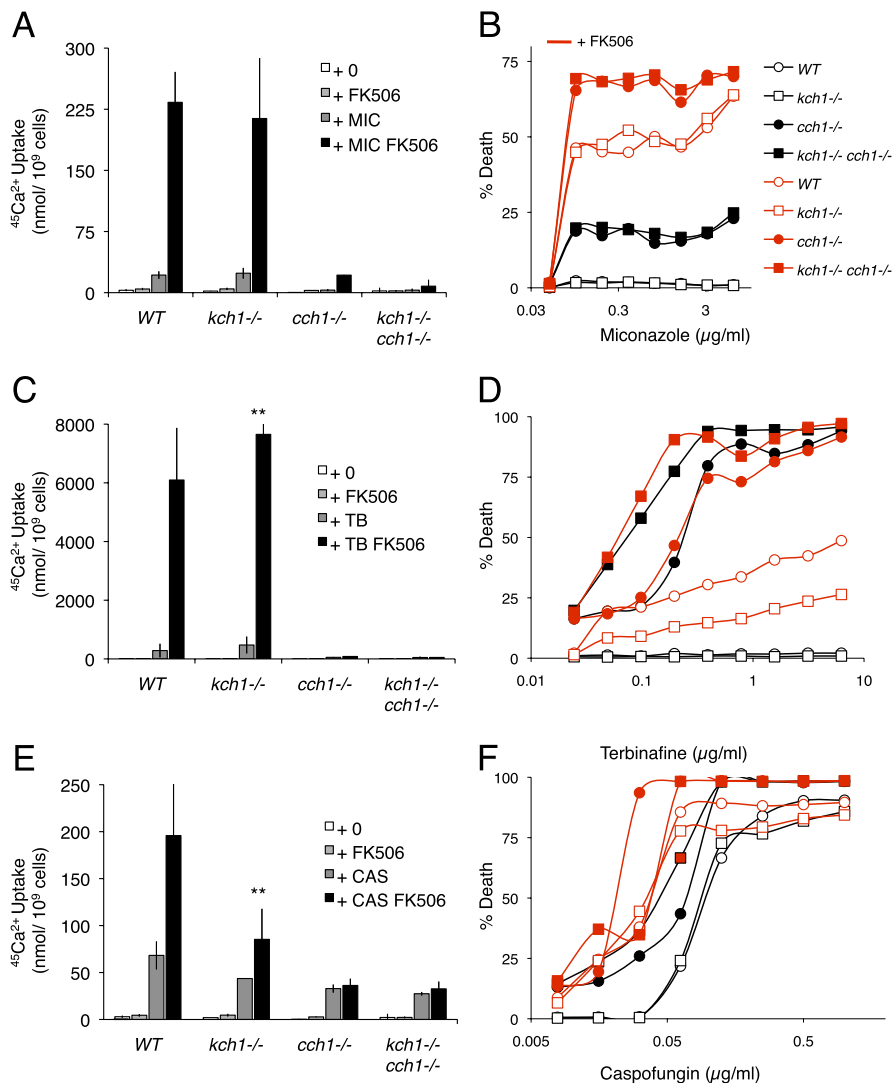 A
300
225
150
75
0
⁴⁵Ca²⁺ Uptake
(nmol/ 10⁹ cells)
+ 0
+ FK506
+ MIC
+ MIC FK506
WT
kch1-/-
cch1-/-
kch1-/-
cch1-/-
B
+ FK506
75
50
25
0
% Death
0.03
0.3
3
Miconazole (µg/ml)
WT
kch1-/-
cch1-/-
kch1-/- cch1-/-
WT
kch1-/-
cch1-/-
kch1-/- cch1-/-
C
8000
6000
4000
2000
0
⁴⁵Ca²⁺ Uptake
(nmol/ 10⁹ cells)
**
+ 0
+ FK506
+ TB
+ TB FK506
WT
kch1-/-
cch1-/-
kch1-/-
cch1-/-
D
100
75
50
25
0
% Death
0.01
0.1
1
10
Terbinafine (µg/ml)
E
250
200
150
100
50
0
⁴⁵Ca²⁺ Uptake
(nmol/ 10⁹ cells)
**
+ 0
+ FK506
+ CAS
+ CAS FK506
WT
kch1-/-
cch1-/-
kch1-/-
cch1-/-
F
100
75
50
25
0
% Death
0.005
0.05
0.5
Caspofungin (µg/ml)